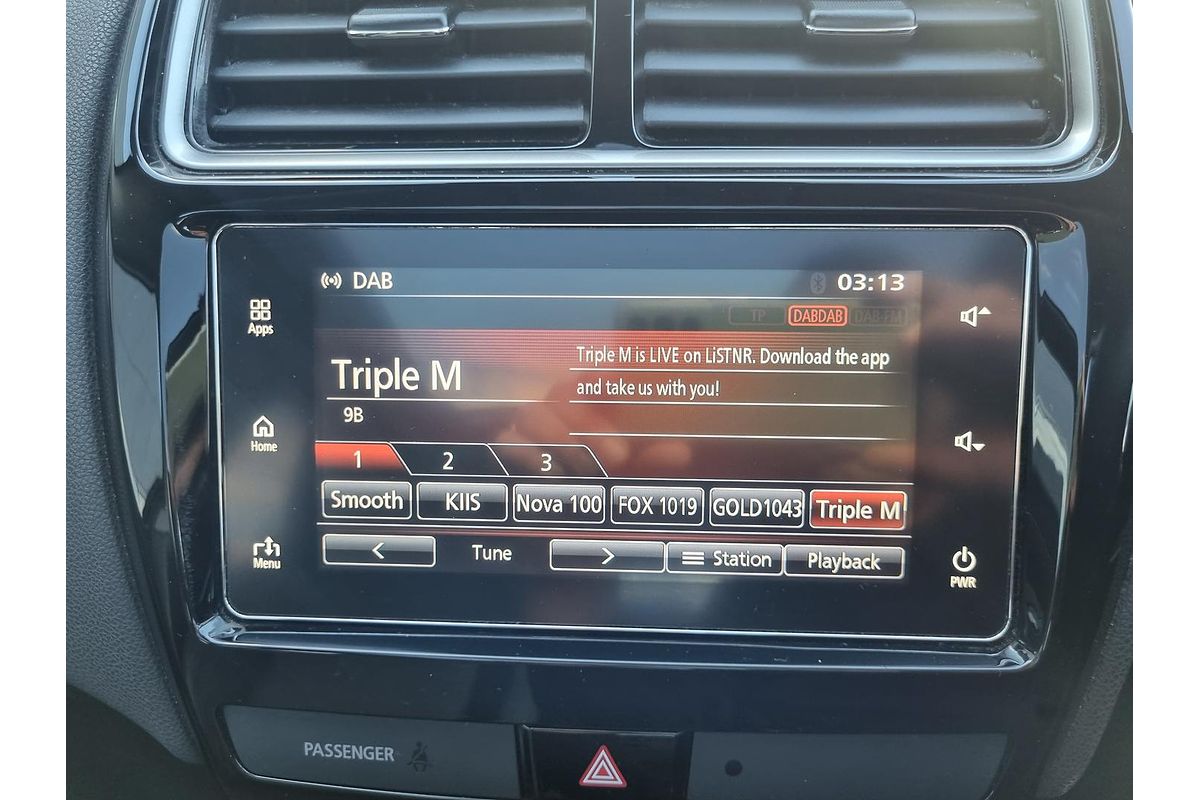 DAB
03:13
Apps
TP
DABDAB
DAB-FM
Triple M is LIVE on LiSTNR. Download the app
and take us with you!
Triple M
9B
Home
1
2
3
Smooth
KIIS
Nova 100
FOX 1019
GOLD1043
Triple M
Menu
<
Tune
>
Station
Playback
PWR
PASSENGER